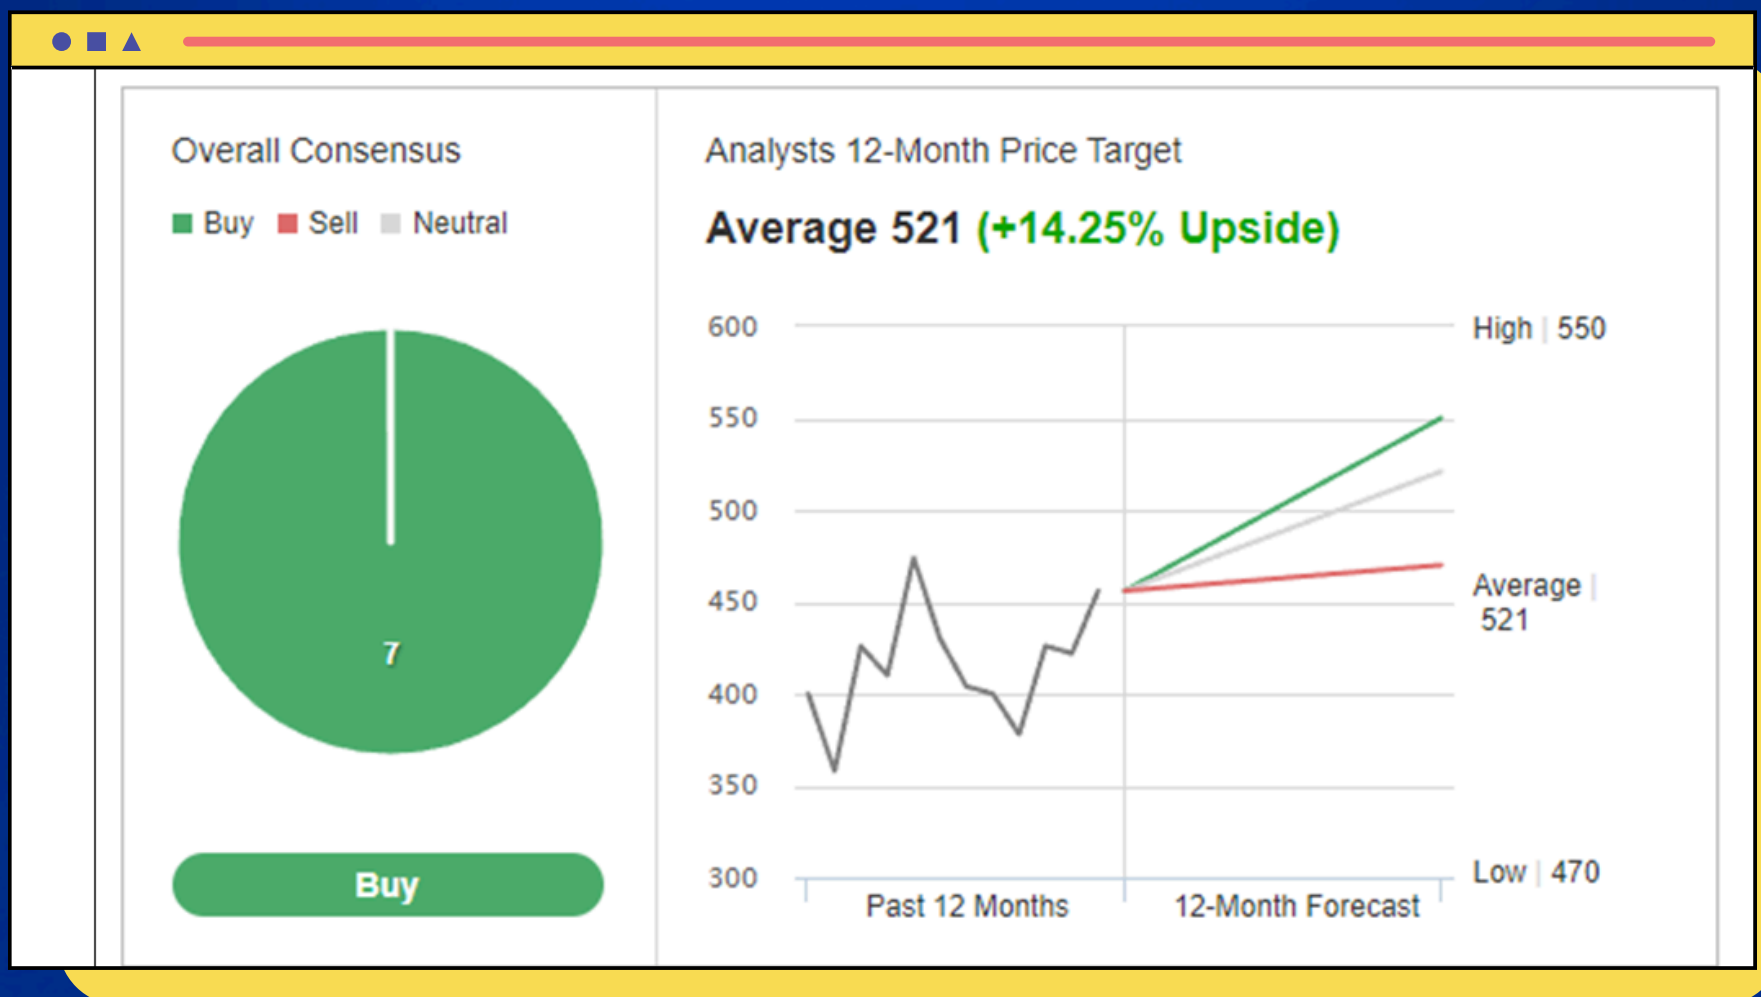 Overall Consensus
Buy Sell Neutral
7
Buy
Analysts 12-Month Price Target
Average 521 (+14.25% Upside)
600
550
500
450
400
350
300
Past 12 Months
12-Month Forecast
High | 550
Average |
521
Low | 470